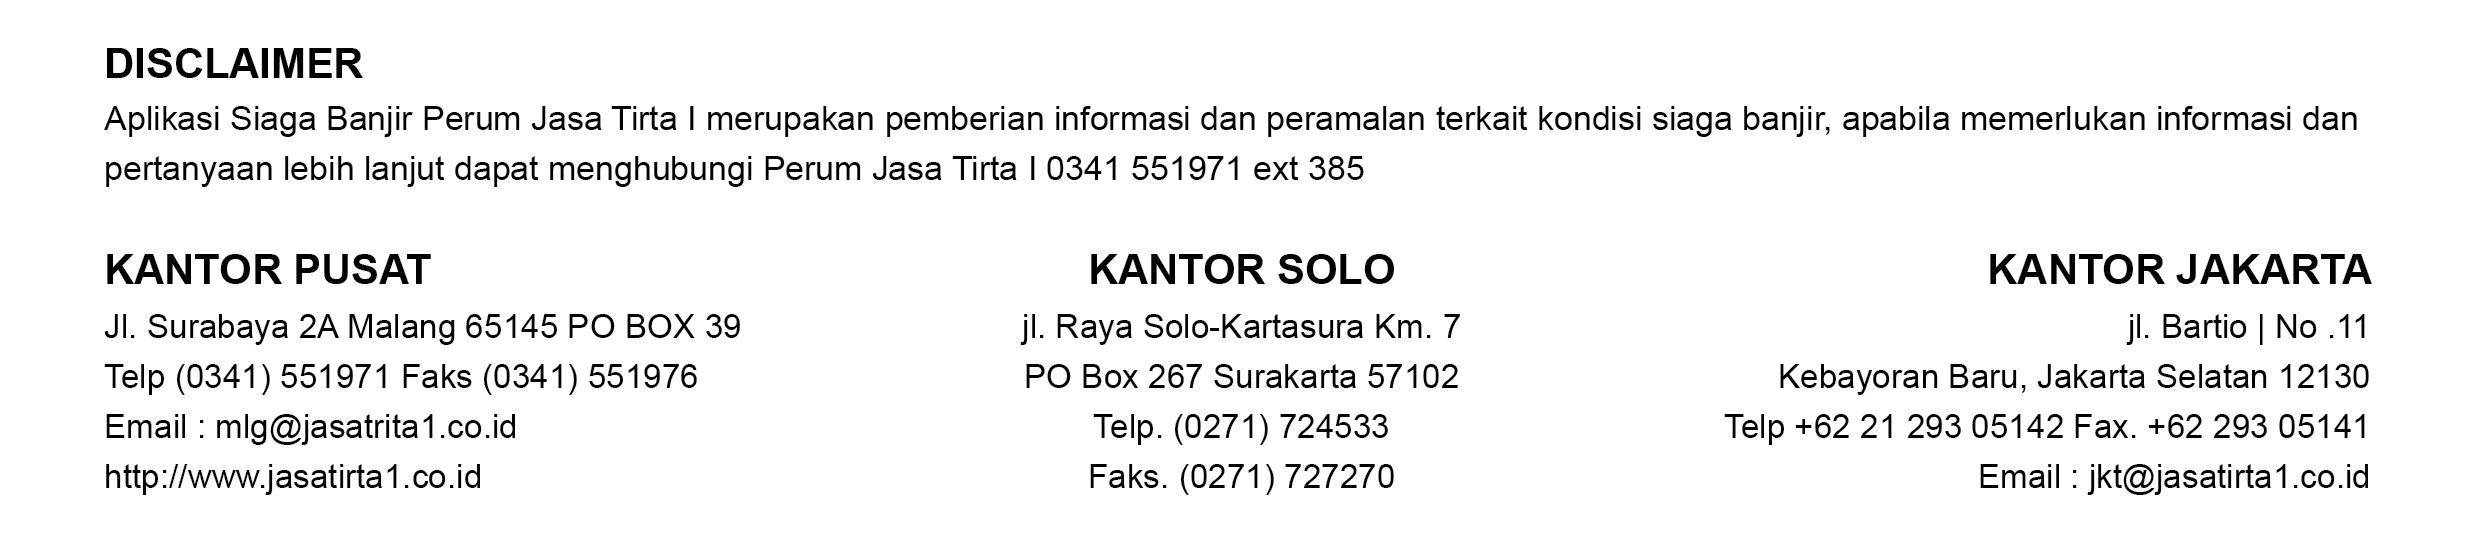 DISCLAIMER
Aplikasi Siaga Banjir Perum Jasa Tirta I merupakan pemberian informasi dan peramalan terkait kondisi siaga banjir, apabila memerlukan informasi dan
pertanyaan lebih lanjut dapat menghubungi Perum Jasa Tirta I 0341 551971 ext 385
KANTOR PUSAT
Jl. Surabaya 2A Malang 65145 PO BOX 39
Telp (0341) 551971 Faks (0341) 551976
Email : mlg@jasatrita1.co.id
http://www.jasatirta1.co.id
KANTOR SOLO
jl. Raya Solo-Kartasura Km. 7
PO Box 267 Surakarta 57102
Telp. (0271) 724533
Faks. (0271) 727270
KANTOR JAKARTA
jl. Bartio | No .11
Kebayoran Baru, Jakarta Selatan 12130
Telp +62 21 293 05142 Fax. +62 293 05141
Email : jkt@jasatirta1.co.id